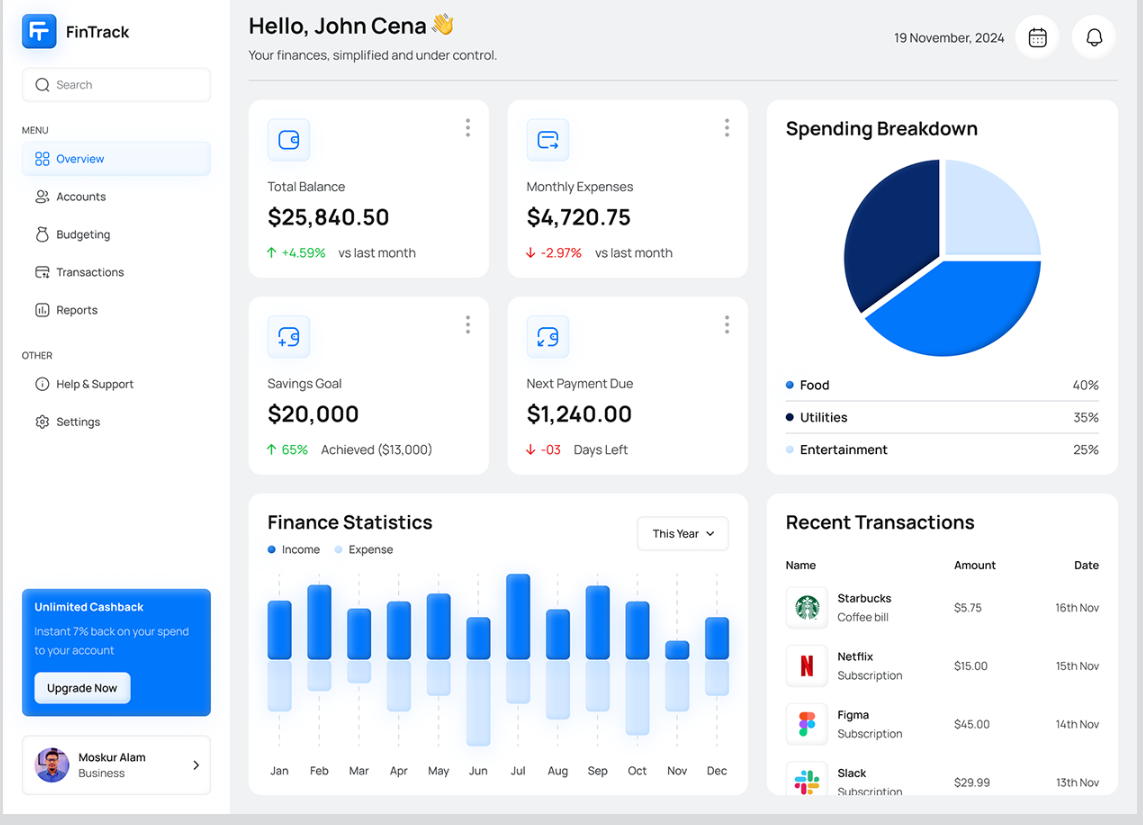 FinTrack
Search
MENU
Overview
Accounts
Budgeting
Transactions
Reports
OTHER
Help & Support
Settings
Unlimited Cashback
Instant 7% back on your spend
to your account
Upgrade Now
Moskur Alam
Business
Hello, John Cena 👋
Your finances, simplified and under control.
19 November, 2024
Total Balance
$25,840.50
+4.59% vs last month
Monthly Expenses
$4,720.75
-2.97% vs last month
Savings Goal
$20,000
65% Achieved ($13,000)
Next Payment Due
$1,240.00
-03 Days Left
Spending Breakdown
Food 40%
Utilities 35%
Entertainment 25%
Finance Statistics
Income Expense
This Year
Jan Feb Mar Apr May Jun Jul Aug Sep Oct Nov Dec
Recent Transactions
Name Amount Date
Starbucks
Coffee bill
$5.75 16th Nov
Netflix
Subscription
$15.00 15th Nov
Figma
Subscription
$45.00 14th Nov
Slack
Subscription
$29.99 13th Nov